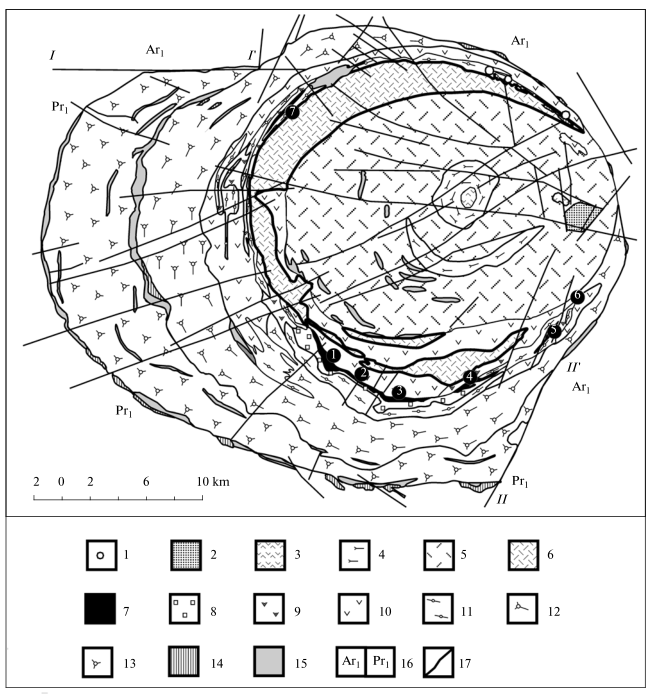 I Ar₁ I′ Ar₁
Pr₁
7
6
1 5
2 4
3 II′
Ar₁
Pr₁
2 0 2 6 10 km Pr₁
II
1 2 3 4 5 6
7 8 9 10 11 12
13 14 15 Ar₁ Pr₁ 16 17